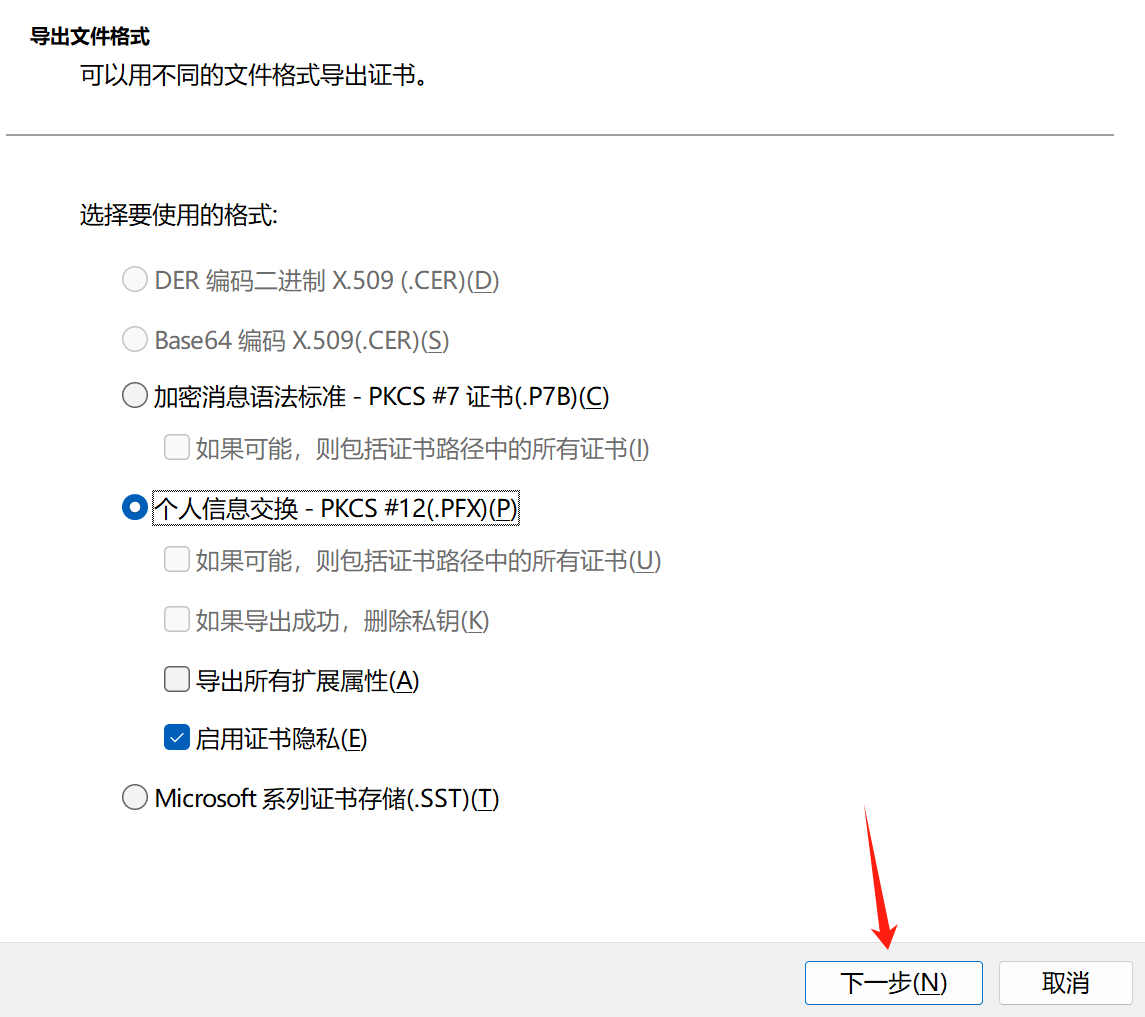 导出文件格式
可以用不同的文件格式导出证书。
选择要使用的格式:
DER 编码二进制 X.509 (.CER)(D)
Base64 编码 X.509(.CER)(S)
加密消息语法标准 - PKCS #7 证书(.P7B)(C)
如果可能，则包括证书路径中的所有证书(I)
个人信息交换 - PKCS #12(.PFX)(P)
如果可能，则包括证书路径中的所有证书(U)
如果导出成功，删除私钥(K)
导出所有扩展属性(A)
启用证书隐私(E)
Microsoft 系列证书存储(.SST)(T)
下一步(N)
取消